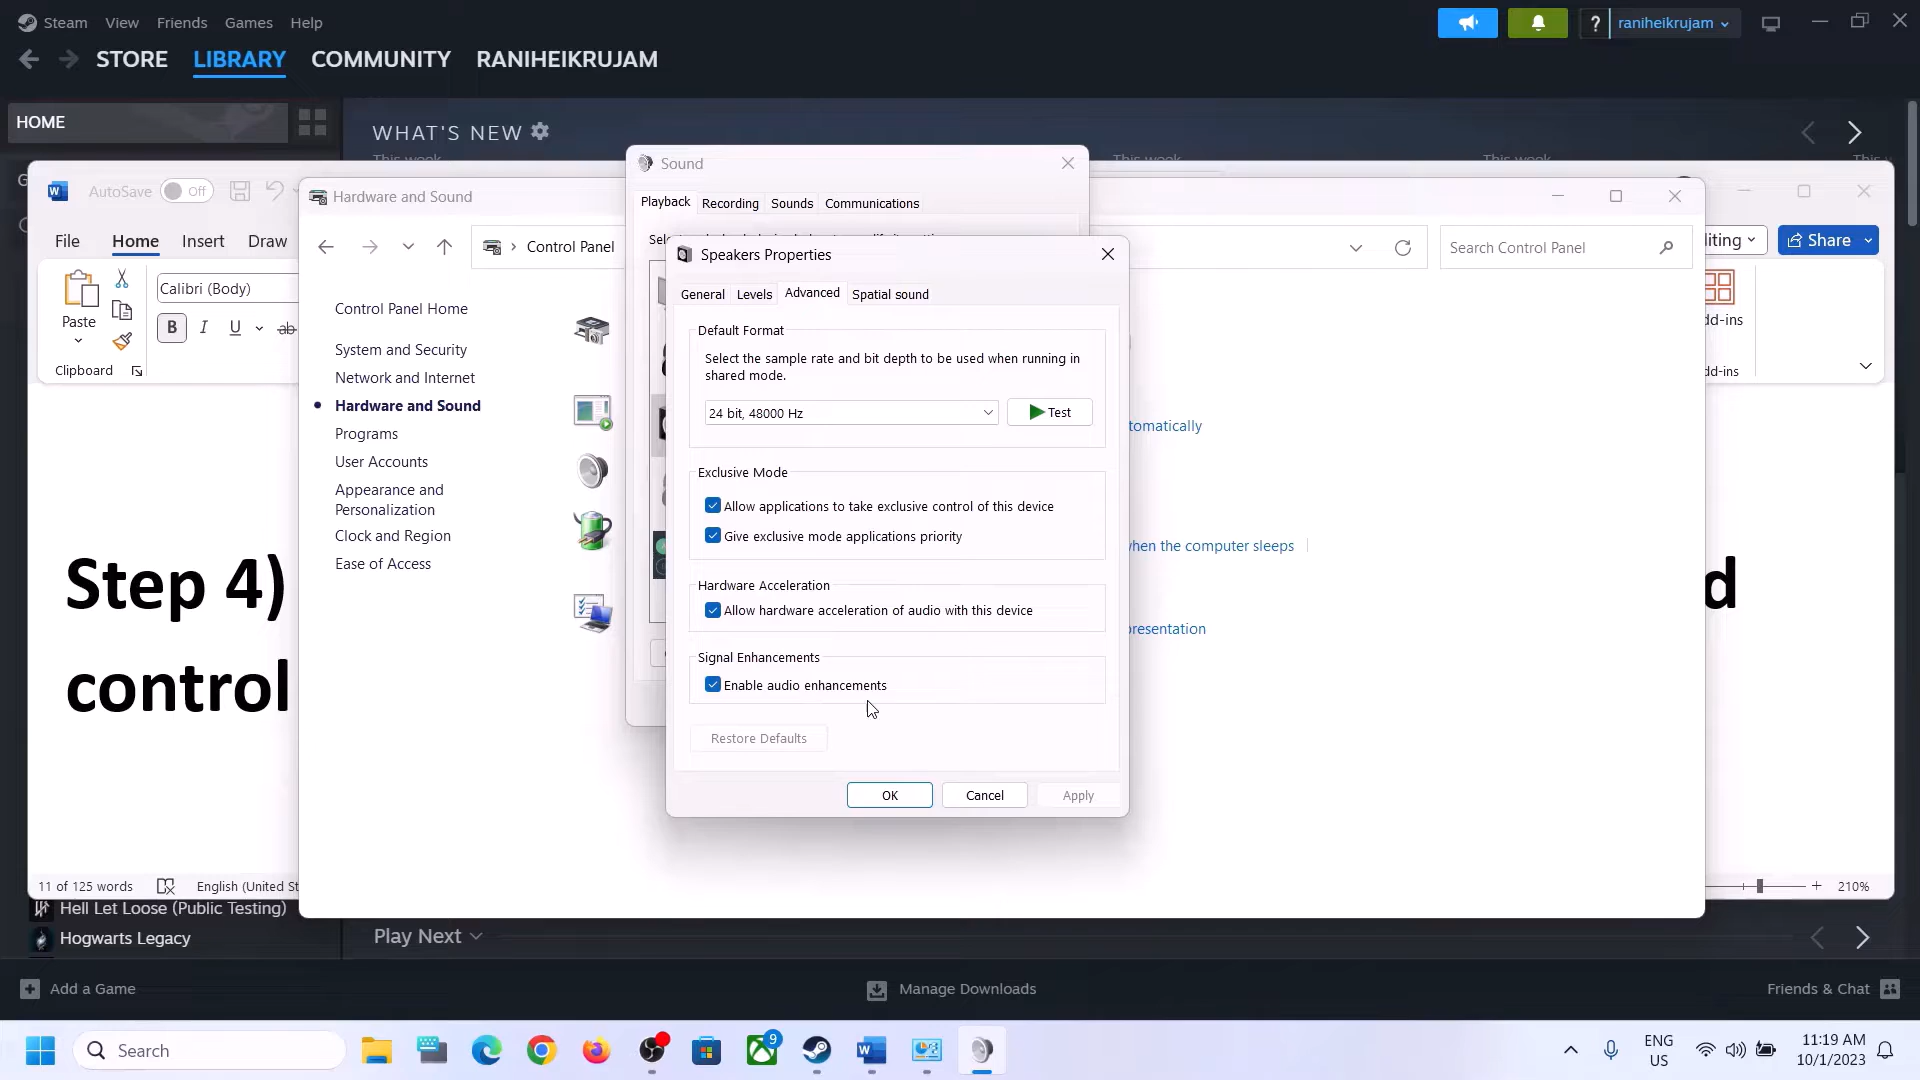 Steam View Friends Games Help
raniheikrujam
STORE LIBRARY COMMUNITY RANIHEIKRUJAM
HOME
WHAT'S NEW
AutoSave Off
Hardware and Sound
Sound
Playback Recording Sounds Communications
File Home Insert Draw
Control Panel
Search Control Panel
Share
Speakers Properties
General Levels Advanced Spatial sound
Paste
Calibri (Body)
B I U ab
Clipboard
Control Panel Home
System and Security
Network and Internet
Hardware and Sound
Programs
User Accounts
Appearance and
Personalization
Clock and Region
Ease of Access
Default Format
Select the sample rate and bit depth to be used when running in
shared mode.
24 bit, 48000 Hz
Test
Exclusive Mode
Allow applications to take exclusive control of this device
Give exclusive mode applications priority
Hardware Acceleration
Allow hardware acceleration of audio with this device
Signal Enhancements
Enable audio enhancements
Restore Defaults
OK Cancel Apply
when the computer sleeps
Step 4)
control
11 of 125 words
210%
Hell Let Loose (Public Testing)
Hogwarts Legacy
Play Next
Add a Game
Manage Downloads
Friends & Chat
Search
9
ENG
US
11:19 AM
10/1/2023